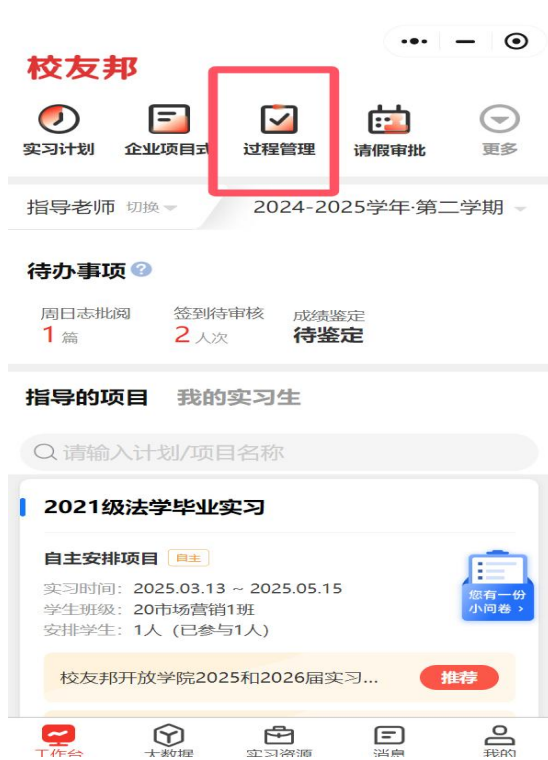 校友邦
实习计划 企业项目式 过程管理 请假审批 更多
指导老师 切换 2024-2025学年·第二学期
待办事项 ?
周日志批阅 签到待审核 成绩鉴定
1 篇 2 人次 待鉴定
指导的项目 我的实习生
请输入计划/项目名称
2021级法学毕业实习
自主安排项目 自主
实习时间：2025.03.13 ~ 2025.05.15
学生班级：20市场营销1班
安排学生：1人（已参与1人）
您有一份
小问卷 >
校友邦开放学院2025和2026届实习... 推荐
工作台 大数据 实习资源 消息 我的